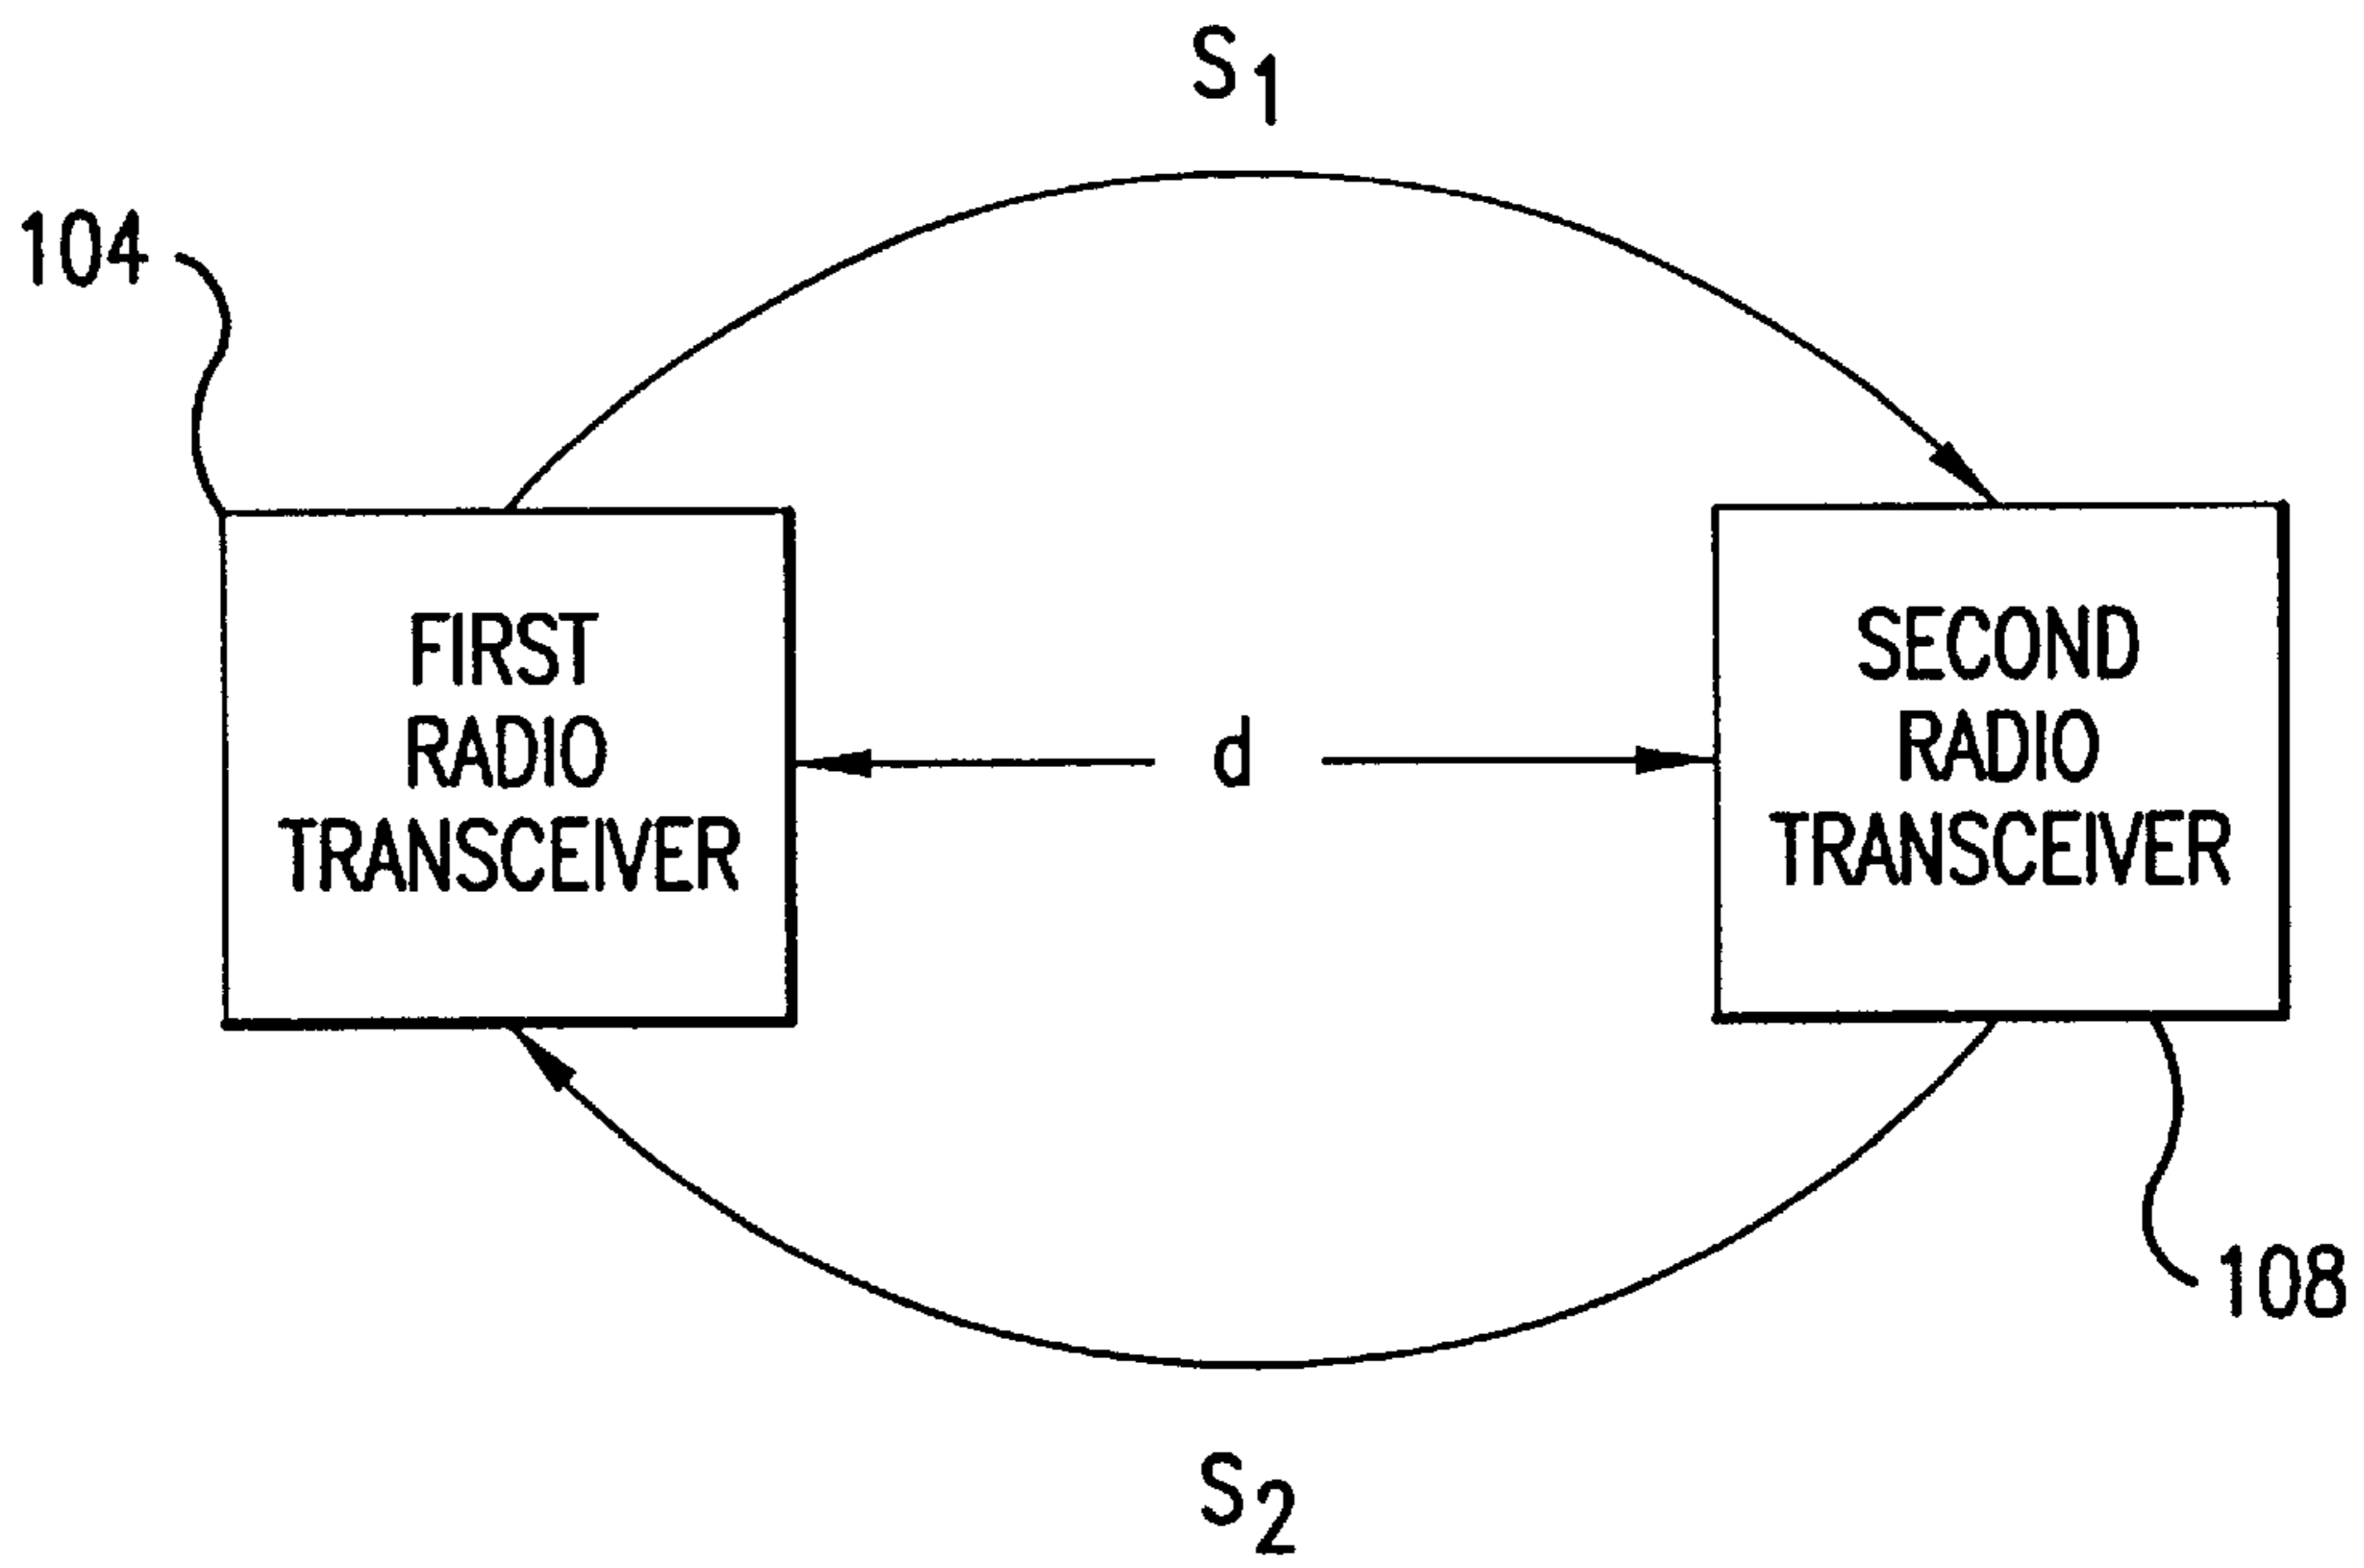 S1
104
FIRST
RADIO
TRANSCEIVER
d
SECOND
RADIO
TRANSCEIVER
108
S2